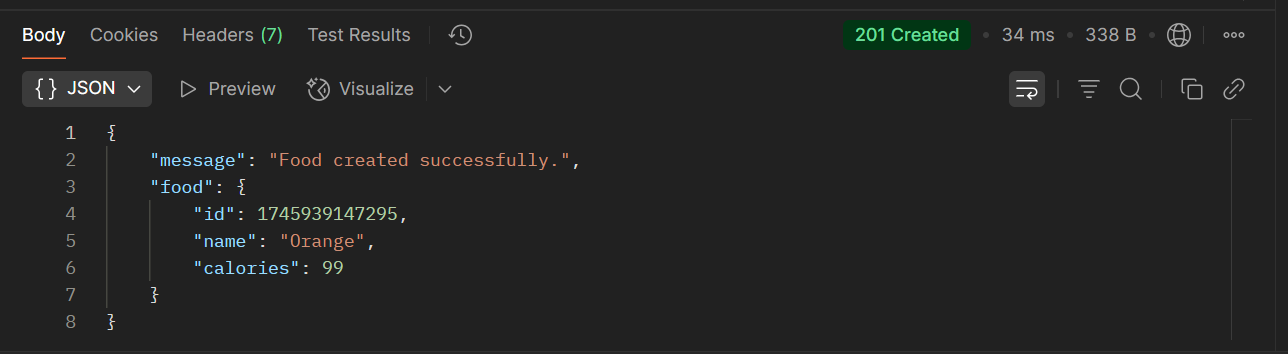 Body Cookies Headers (7) Test Results 201 Created 34 ms 338 B
{} JSON Preview Visualize
1 {
2 "message": "Food created successfully.",
3 "food": {
4 "id": 1745939147295,
5 "name": "Orange",
6 "calories": 99
7 }
8 }